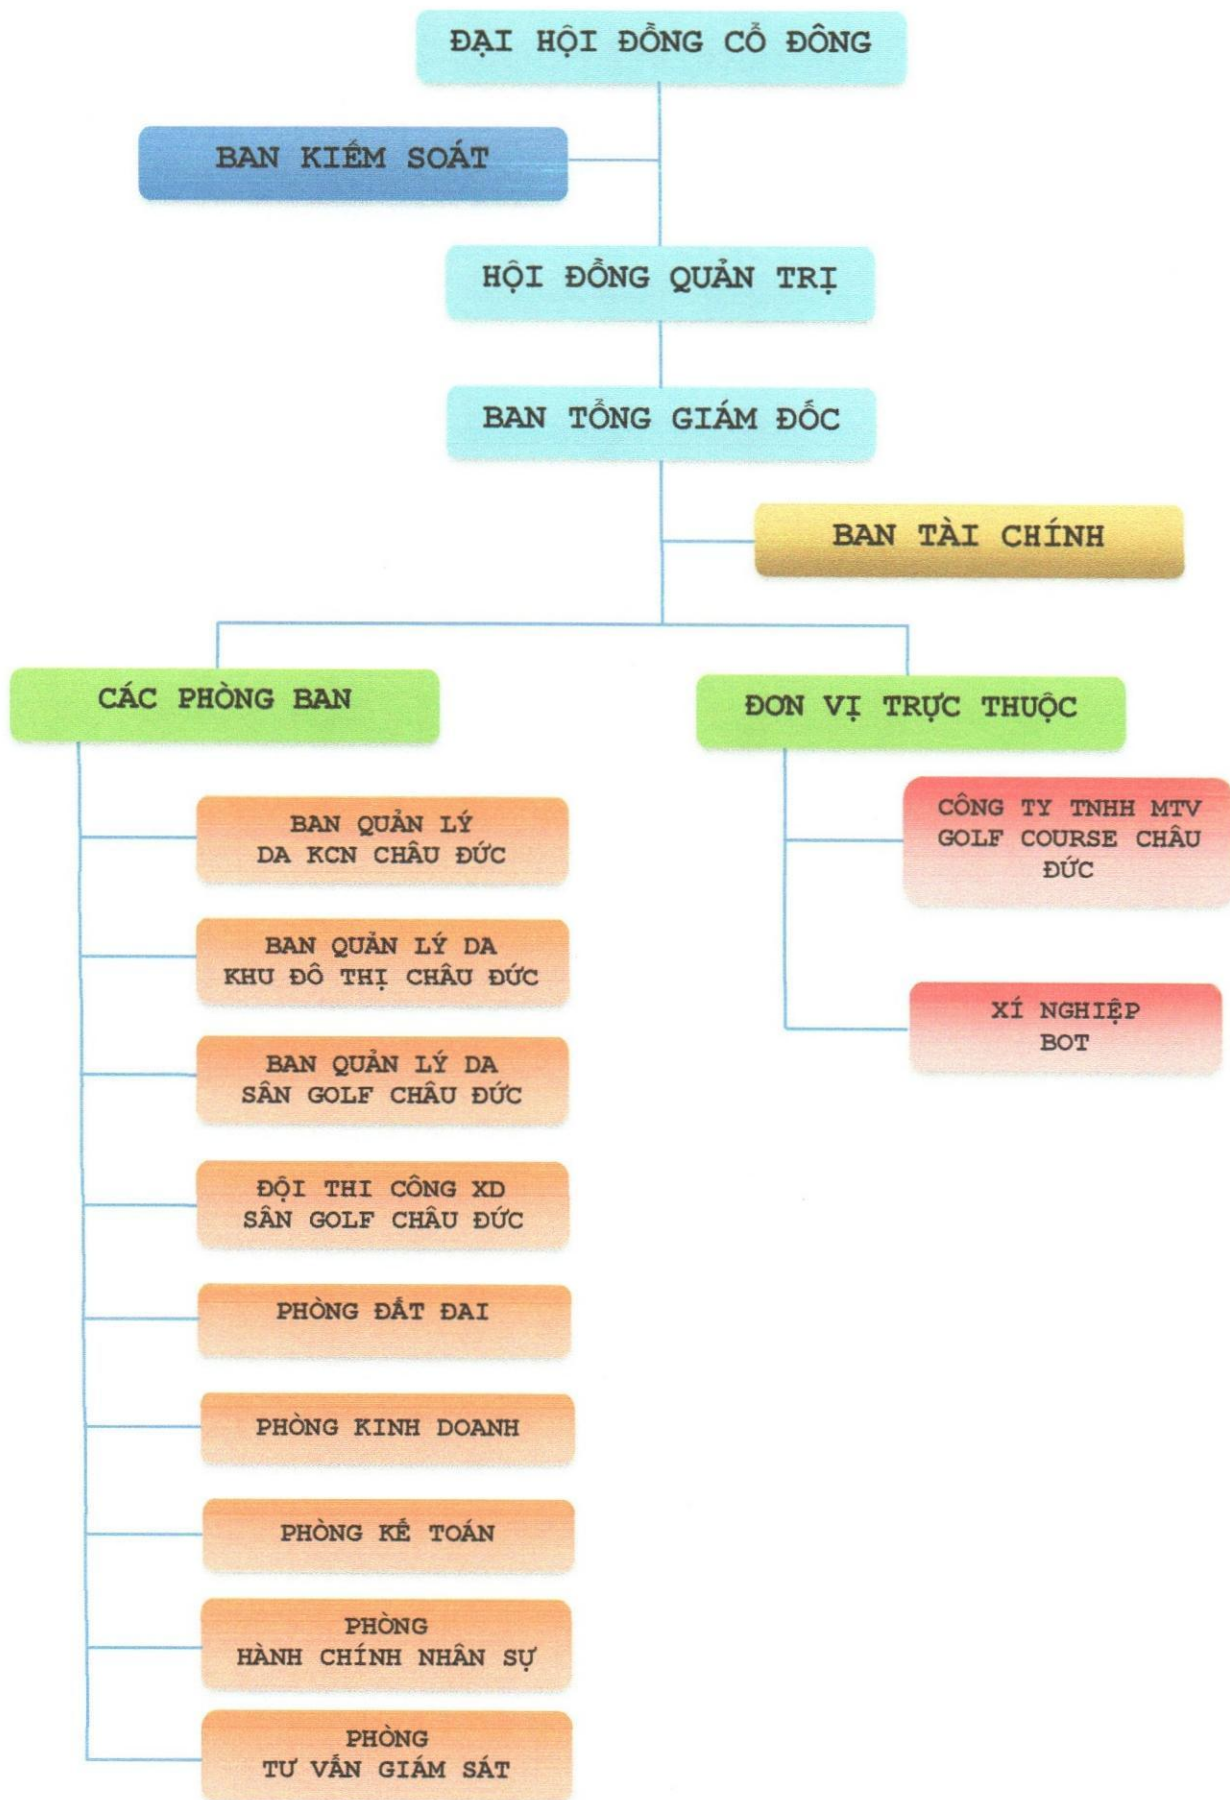 ĐẠI HỘI ĐỒNG CỔ ĐÔNG
BAN KIỂM SOÁT
HỘI ĐỒNG QUẢN TRỊ
BAN TỔNG GIÁM ĐỐC
BAN TÀI CHÍNH
CÁC PHÒNG BAN
BAN QUẢN LÝ
DA KCN CHÂU ĐỨC
BAN QUẢN LÝ DA
KHU ĐÔ THỊ CHÂU ĐỨC
BAN QUẢN LÝ DA
SÂN GOLF CHÂU ĐỨC
ĐỘI THI CÔNG XD
SÂN GOLF CHÂU ĐỨC
PHÒNG ĐẤT ĐAI
PHÒNG KINH DOANH
PHÒNG KẾ TOÁN
PHÒNG
HÀNH CHÍNH NHÂN SỰ
PHÒNG
TƯ VẤN GIÁM SÁT
ĐƠN VỊ TRỰC THUỘC
CÔNG TY TNHH MTV
GOLF COURSE CHÂU
ĐỨC
XÍ NGHIỆP
BOT